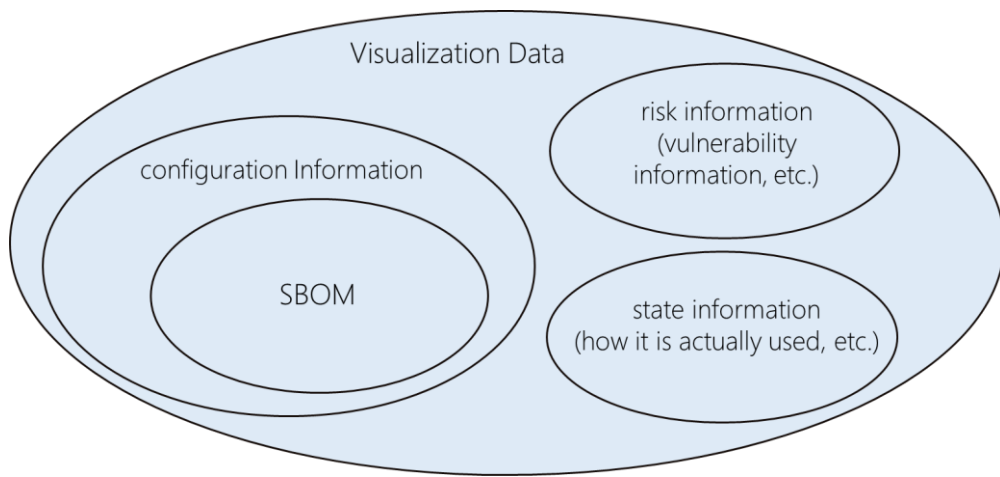 Visualization Data
configuration Information
SBOM
risk information
(vulnerability
information, etc.)
state information
(how it is actually used, etc.)